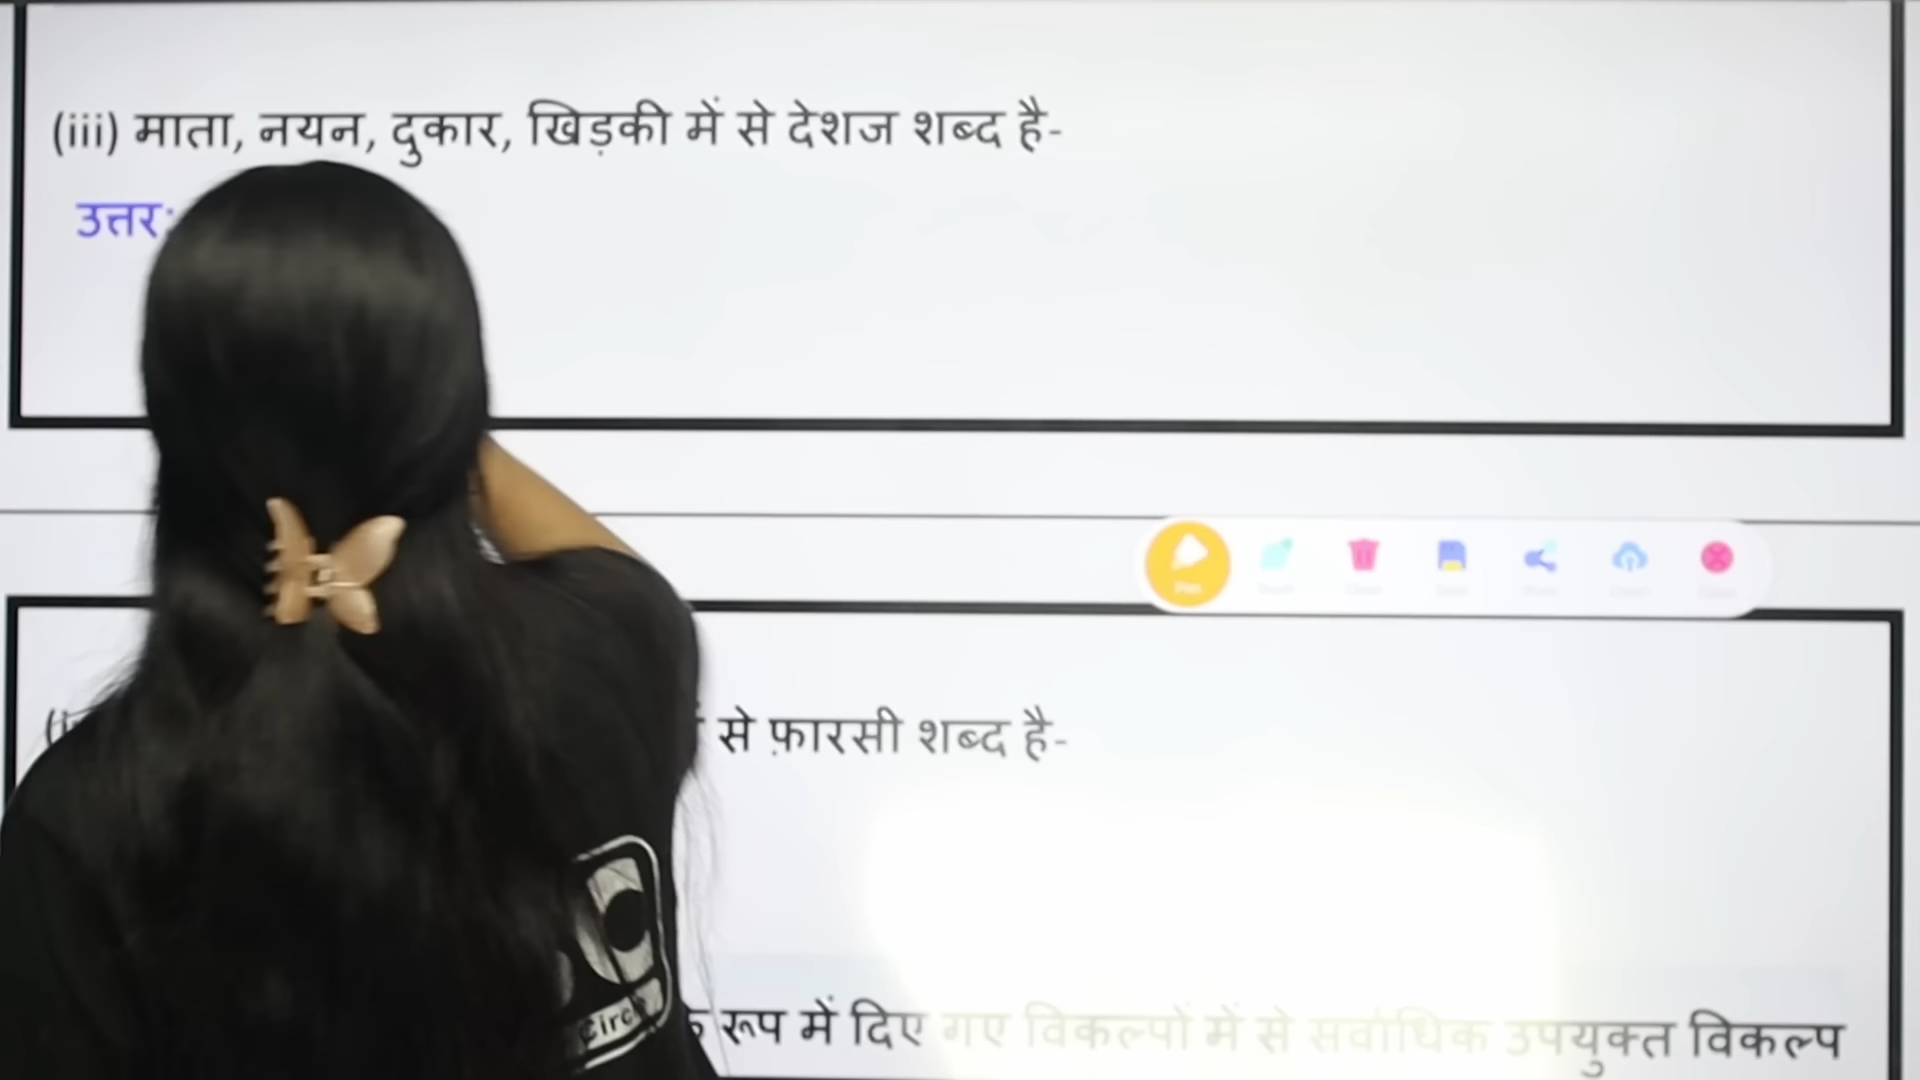 (iii) माता, नयन, दुकार, खिड़की में से देशज शब्द है-
उत्तर:
से फ़ारसी शब्द है-
रूप में दिए गए विकल्पों में से सर्वाधिक उपयुक्त विकल्प